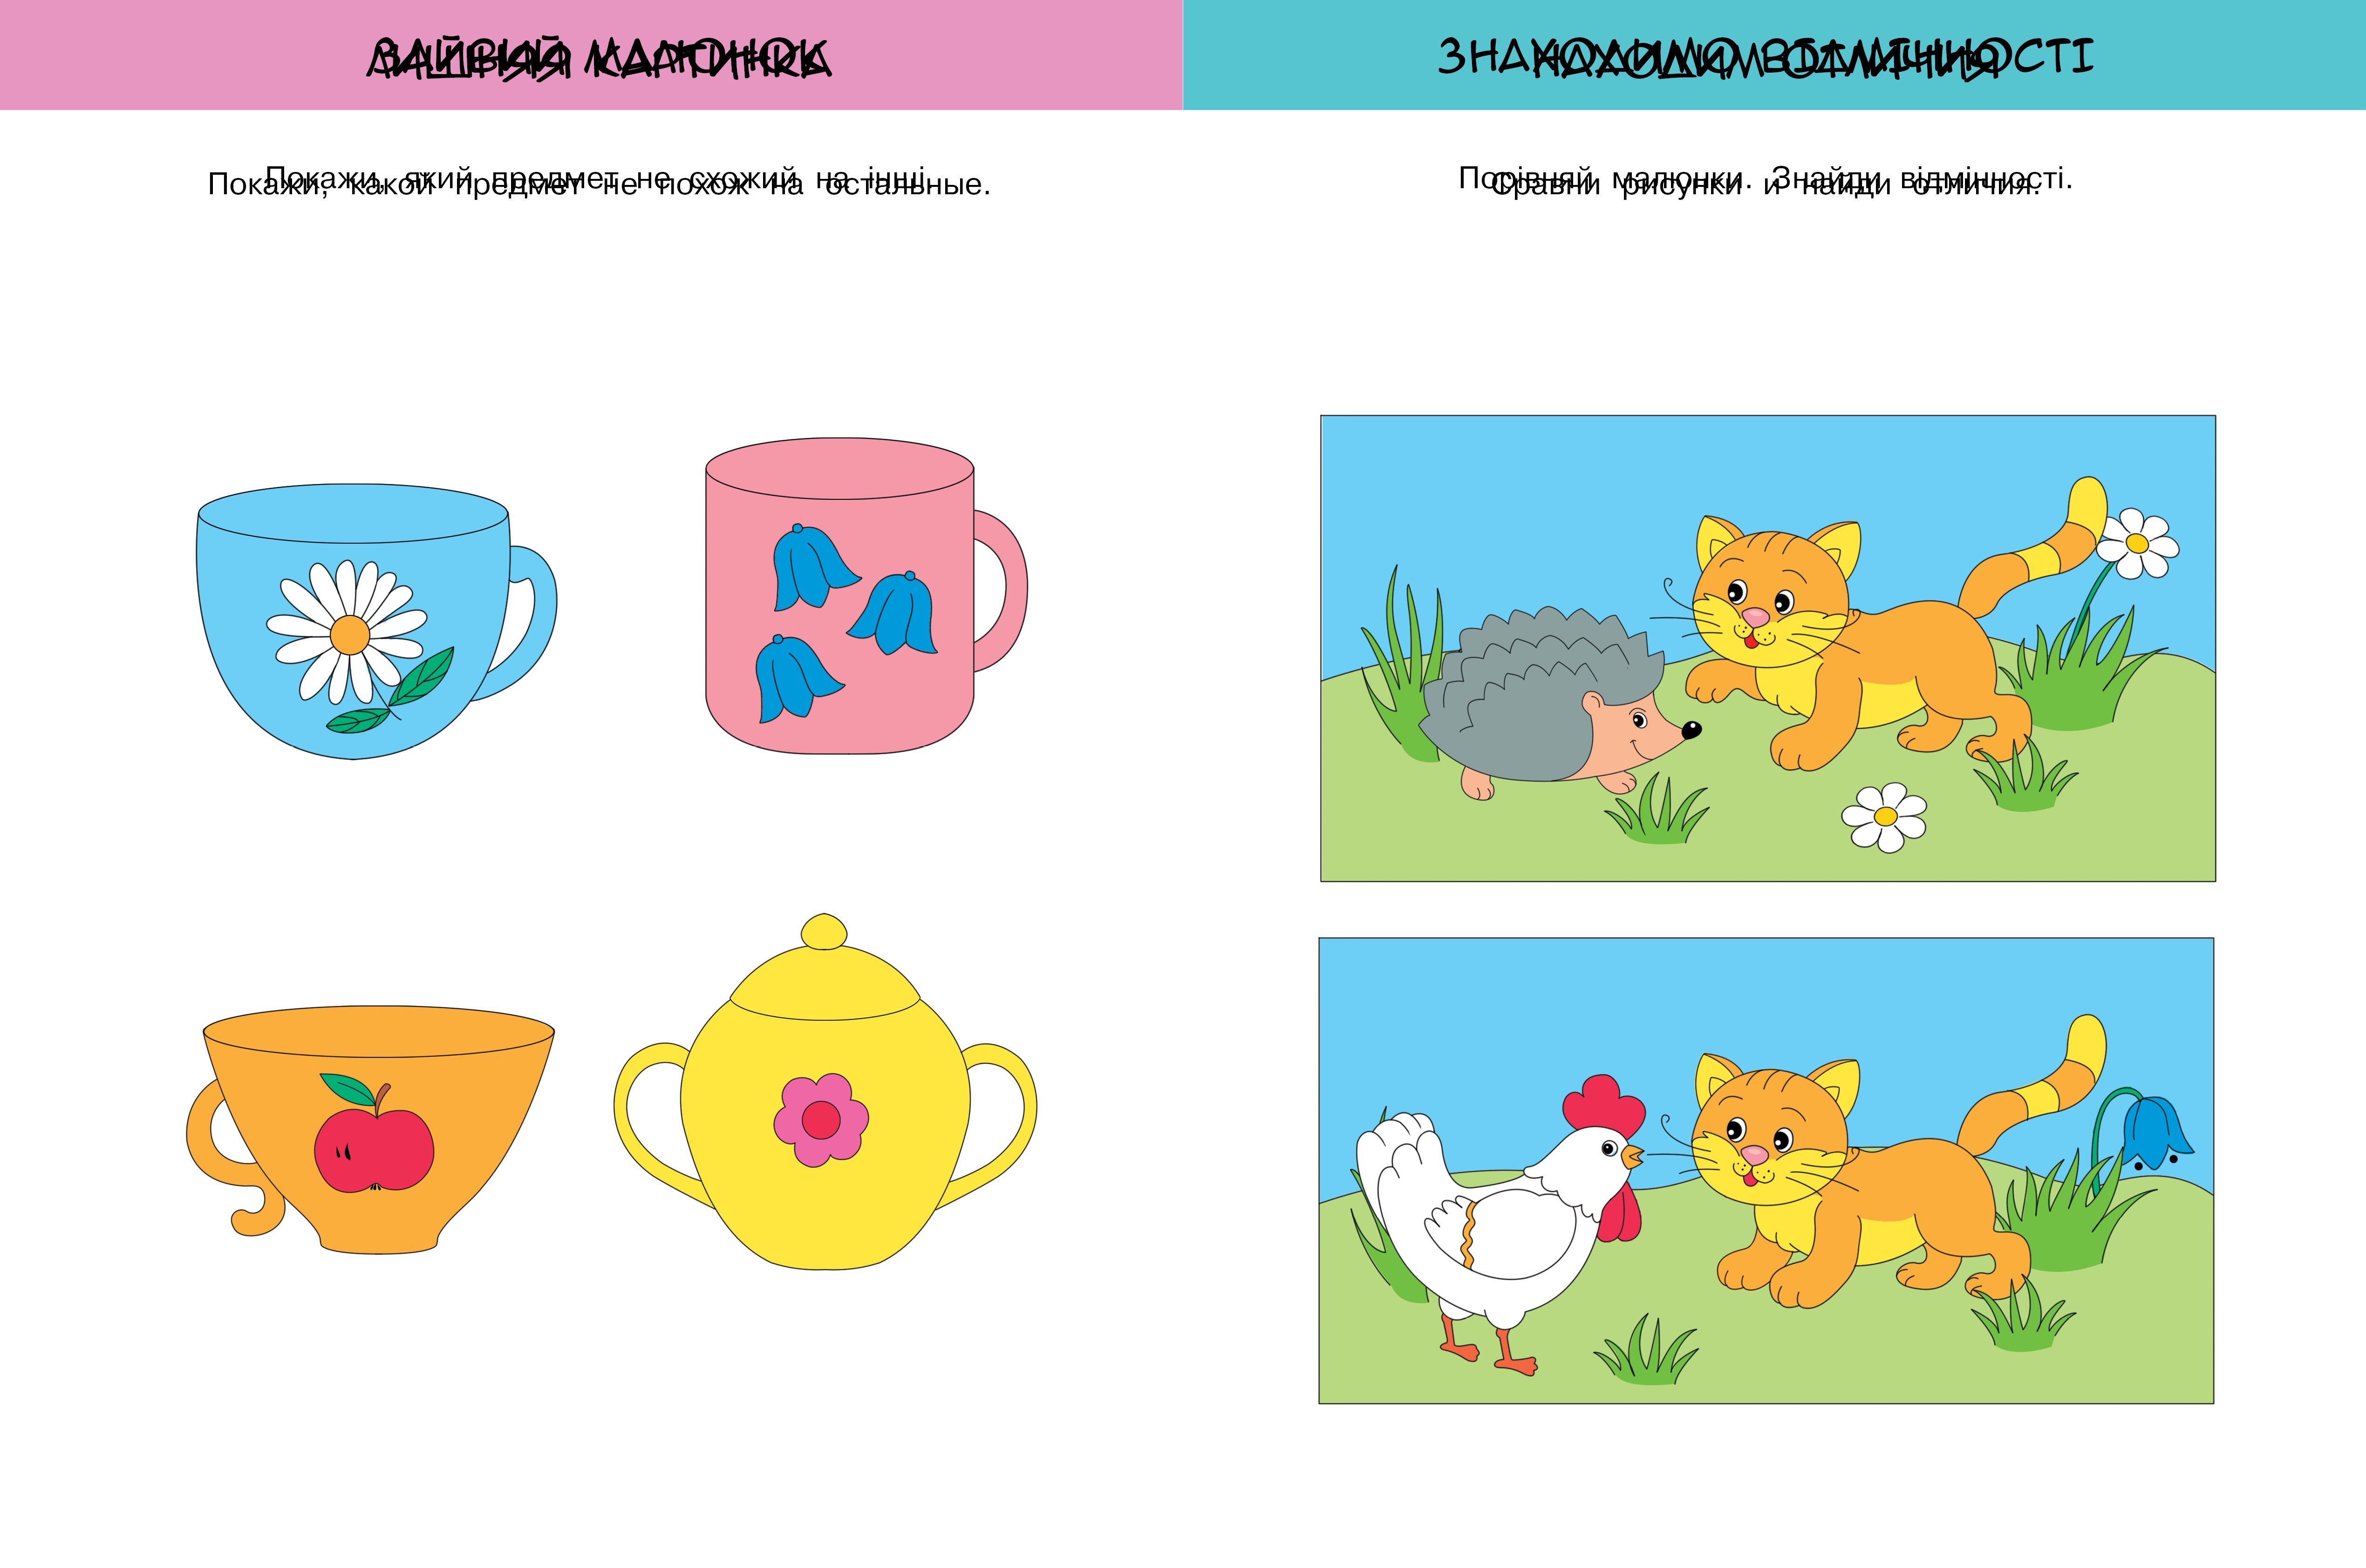 ЗАЙВИЙ МАЛЮНОК
ЛИШНЯЯ КАРТИНКА
Покажи, який предмет не схожий на інші.
Покажи, какой предмет не похож на остальные.
ЗНАХОДИМО ВІДМІННОСТІ
НАХОДИМ ОТЛИЧИЯ
Порівняй малюнки. Знайди відмінності.
Сравни рисунки и найди отличия.